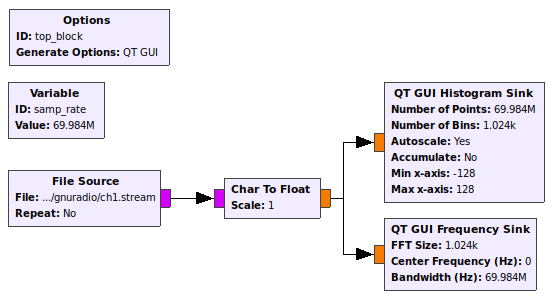 Options
ID: top_block
Generate Options: QT GUI
Variable
ID: samp_rate
Value: 69.984M
File Source
File: .../gnuradio/ch1.stream
Repeat: No
Char To Float
Scale: 1
QT GUI Histogram Sink
Number of Points: 69.984M
Number of Bins: 1.024k
Autoscale: Yes
Accumulate: No
Min x-axis: -128
Max x-axis: 128
QT GUI Frequency Sink
FFT Size: 1.024k
Center Frequency (Hz): 0
Bandwidth (Hz): 69.984M